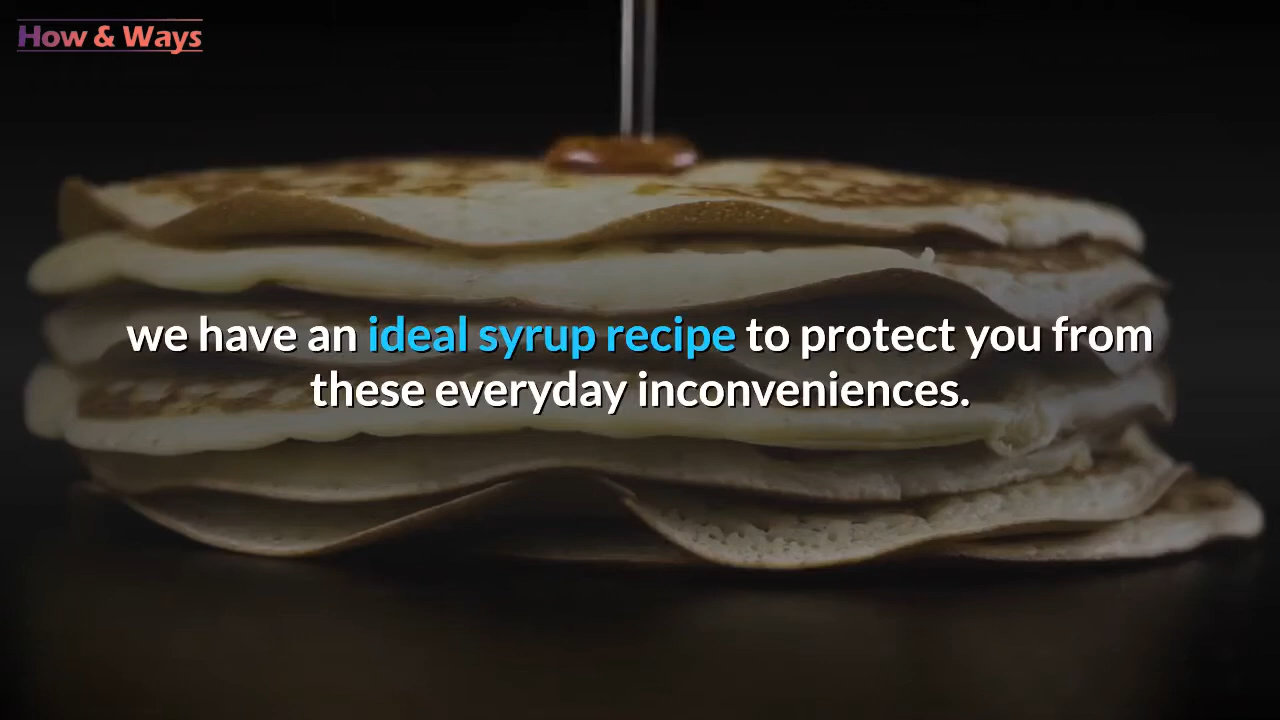 How & Ways
we have an ideal syrup recipe to protect you from
these everyday inconveniences.